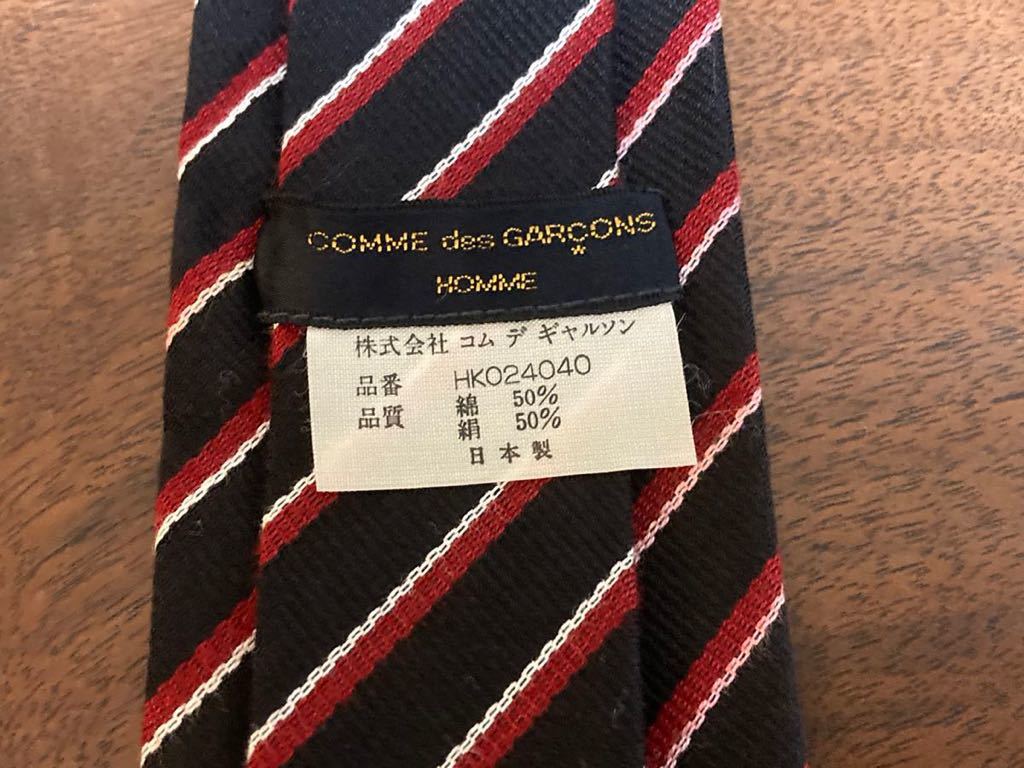 COMME des GARÇONS
*
HOMME
株式会社 コム デ ギャルソン
品番 HK024040
品質 綿 50%
絹 50%
日本製